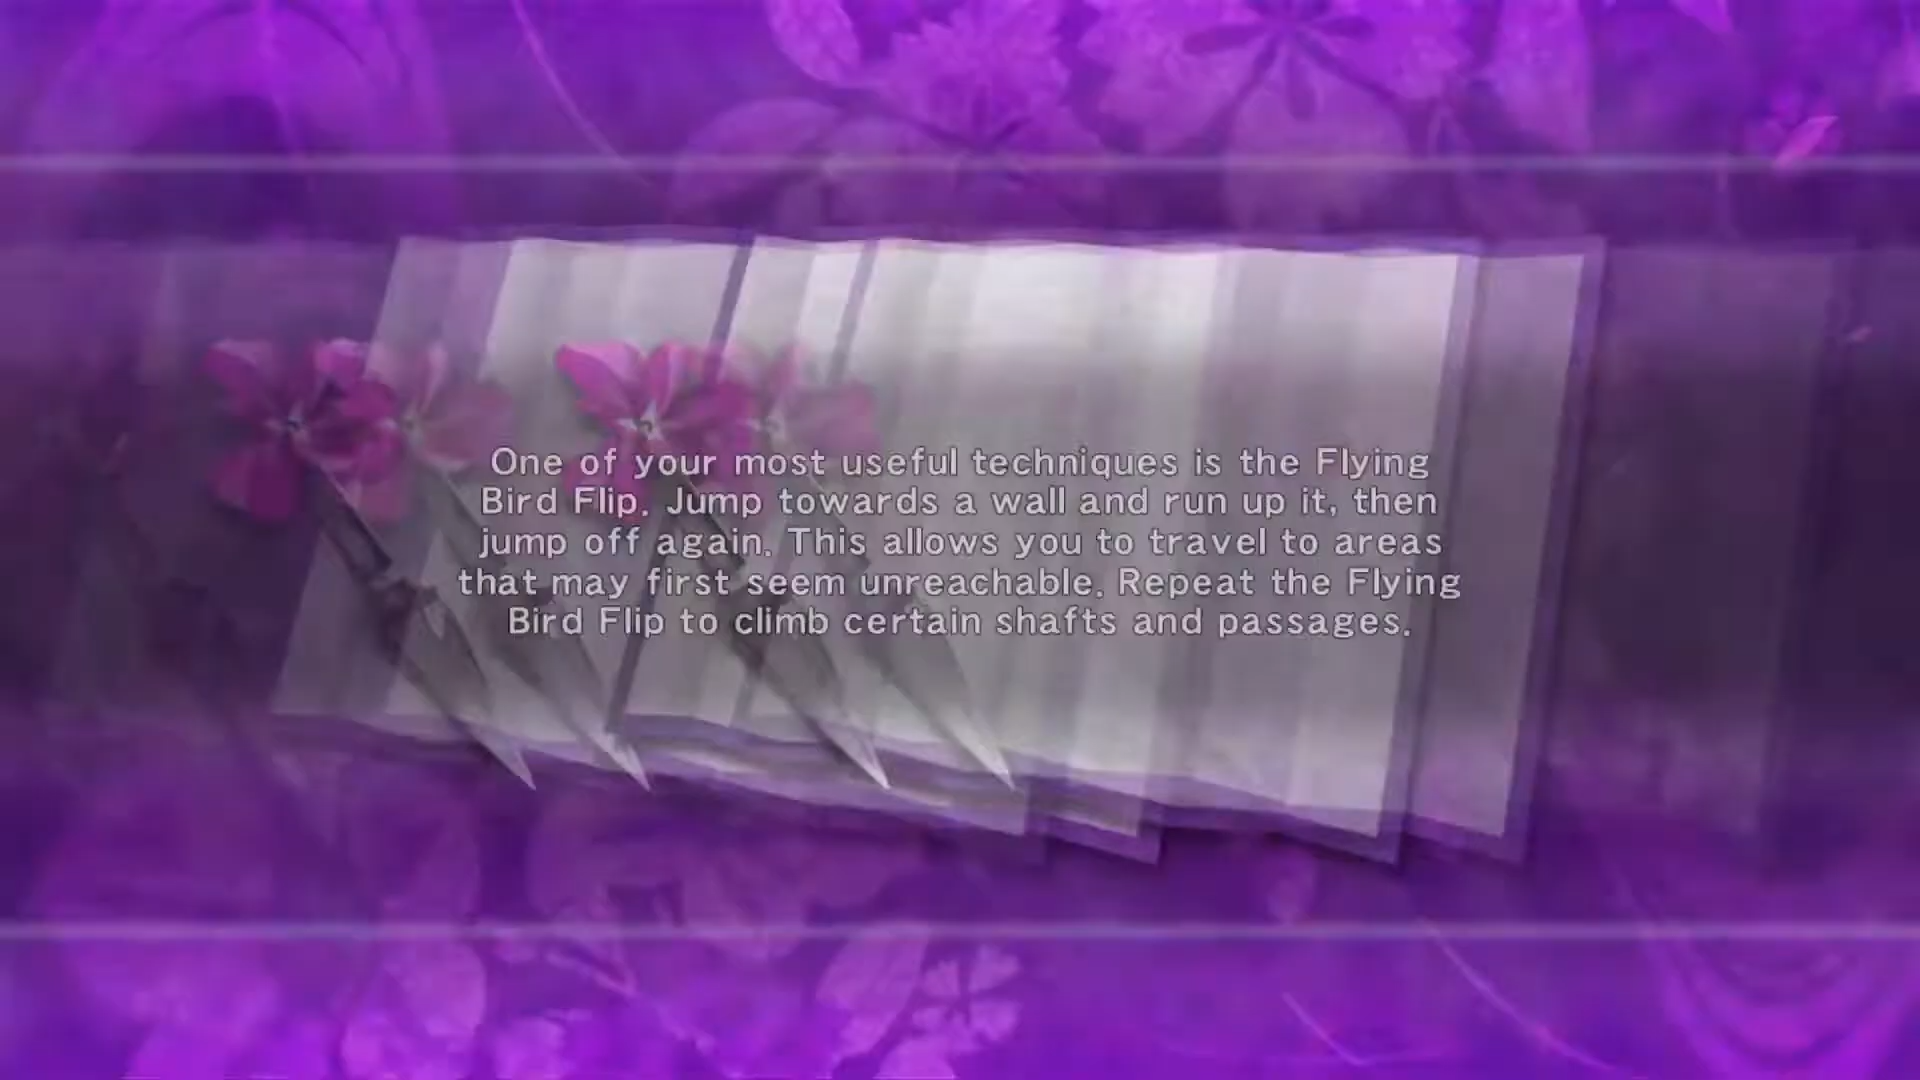 One of your most useful techniques is the Flying
Bird Flip. Jump towards a wall and run up it, then
jump off again. This allows you to travel to areas
that may first seem unreachable. Repeat the Flying
Bird Flip to climb certain shafts and passages.